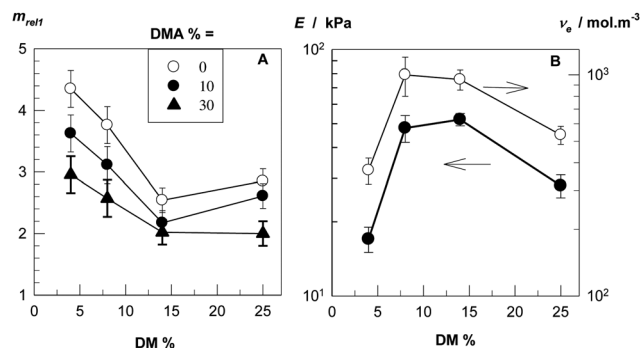 m_rel1
DMA % =
0
10
30
A
5
4
3
2
1
0 5 10 15 20 25
DM %
E / kPa
ν_e / mol.m⁻³
B
10²
10¹
10³
10²
0 5 10 15 20 25
DM %